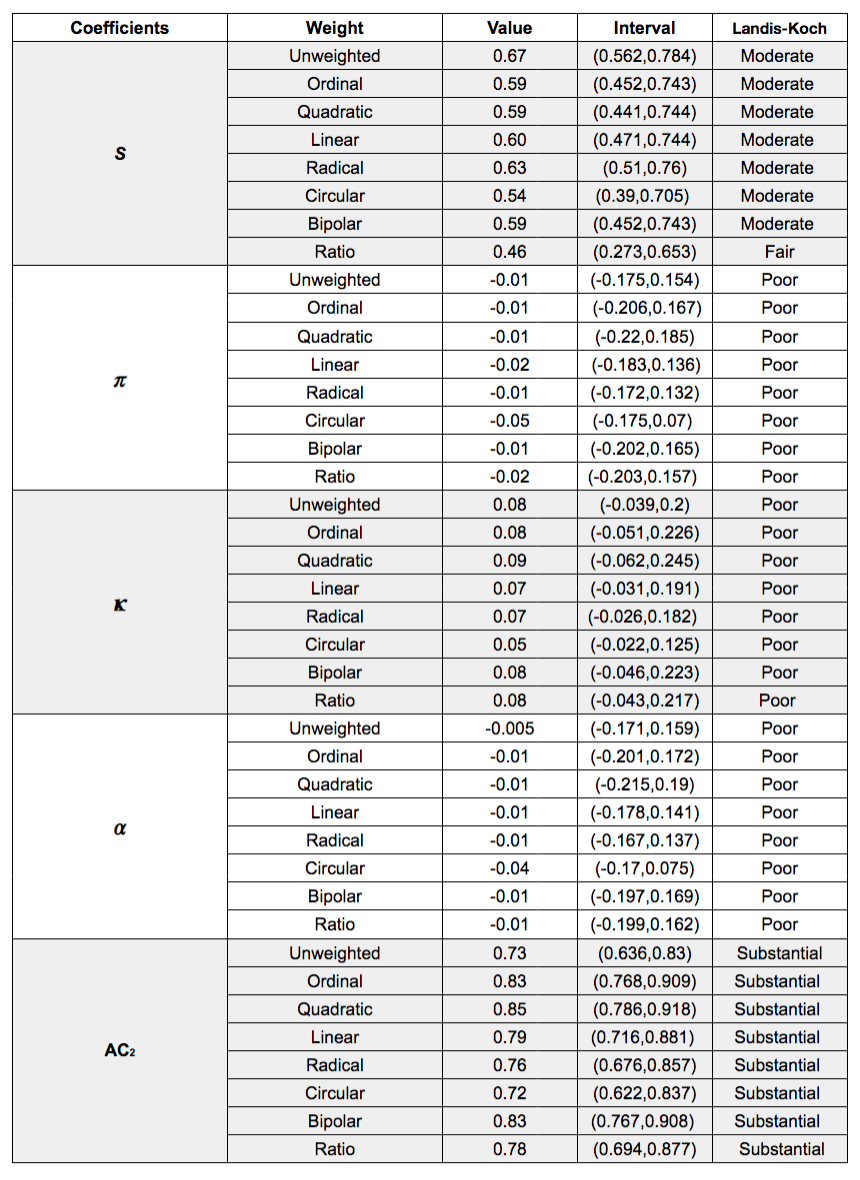 Coefficients Weight Value Interval Landis-Koch
S
Unweighted 0.67 (0.562,0.784) Moderate
Ordinal 0.59 (0.452,0.743) Moderate
Quadratic 0.59 (0.441,0.744) Moderate
Linear 0.60 (0.471,0.744) Moderate
Radical 0.63 (0.51,0.76) Moderate
Circular 0.54 (0.39,0.705) Moderate
Bipolar 0.59 (0.452,0.743) Moderate
Ratio 0.46 (0.273,0.653) Fair
π
Unweighted -0.01 (-0.175,0.154) Poor
Ordinal -0.01 (-0.206,0.167) Poor
Quadratic -0.01 (-0.22,0.185) Poor
Linear -0.02 (-0.183,0.136) Poor
Radical -0.01 (-0.172,0.132) Poor
Circular -0.05 (-0.175,0.07) Poor
Bipolar -0.01 (-0.202,0.165) Poor
Ratio -0.02 (-0.203,0.157) Poor
κ
Unweighted 0.08 (-0.039,0.2) Poor
Ordinal 0.08 (-0.051,0.226) Poor
Quadratic 0.09 (-0.062,0.245) Poor
Linear 0.07 (-0.031,0.191) Poor
Radical 0.07 (-0.026,0.182) Poor
Circular 0.05 (-0.022,0.125) Poor
Bipolar 0.08 (-0.046,0.223) Poor
Ratio 0.08 (-0.043,0.217) Poor
α
Unweighted -0.005 (-0.171,0.159) Poor
Ordinal -0.01 (-0.201,0.172) Poor
Quadratic -0.01 (-0.215,0.19) Poor
Linear -0.01 (-0.178,0.141) Poor
Radical -0.01 (-0.167,0.137) Poor
Circular -0.04 (-0.17,0.075) Poor
Bipolar -0.01 (-0.197,0.169) Poor
Ratio -0.01 (-0.199,0.162) Poor
AC₂
Unweighted 0.73 (0.636,0.83) Substantial
Ordinal 0.83 (0.768,0.909) Substantial
Quadratic 0.85 (0.786,0.918) Substantial
Linear 0.79 (0.716,0.881) Substantial
Radical 0.76 (0.676,0.857) Substantial
Circular 0.72 (0.622,0.837) Substantial
Bipolar 0.83 (0.767,0.908) Substantial
Ratio 0.78 (0.694,0.877) Substantial